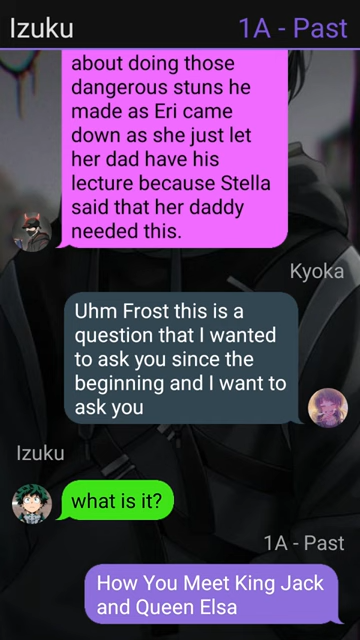 Izuku
1A - Past
about doing those
dangerous stuns he
made as Eri came
down as she just let
her dad have his
lecture because Stella
said that her daddy
needed this.
Kyoka
Uhm Frost this is a
question that I wanted
to ask you since the
beginning and I want to
ask you
Izuku
what is it?
1A - Past
How You Meet King Jack
and Queen Elsa